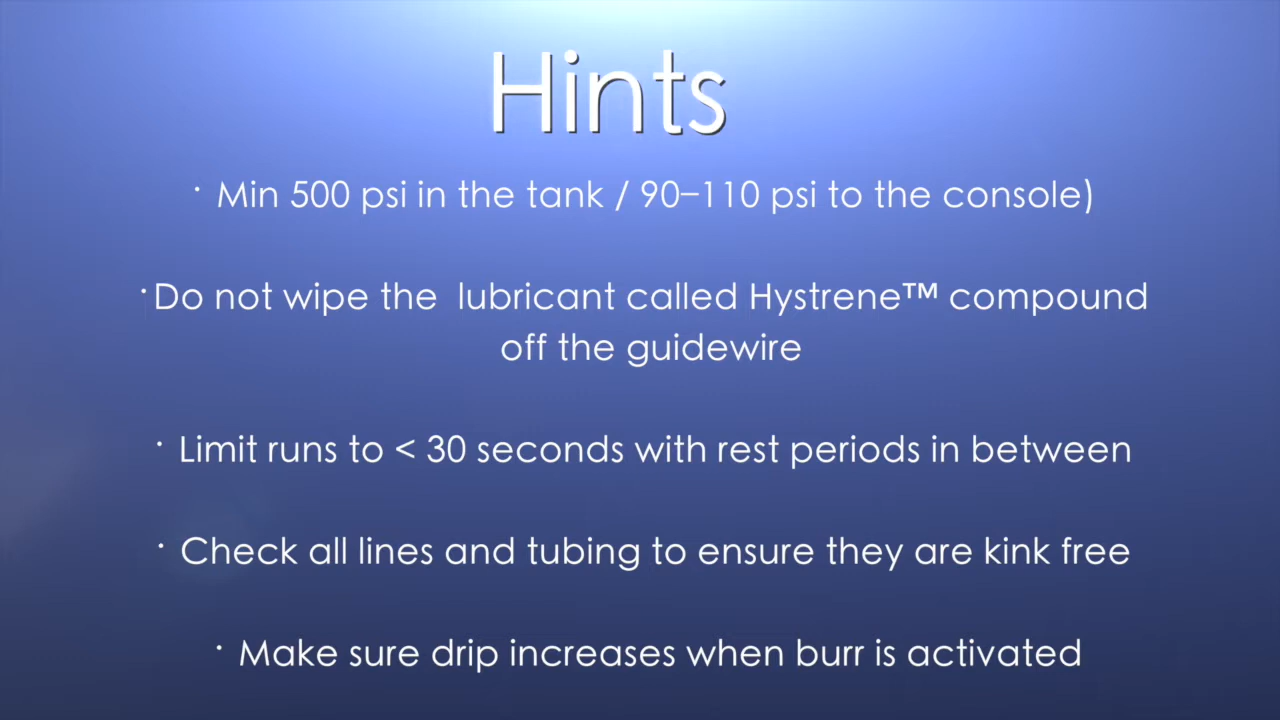 Hints
· Min 500 psi in the tank / 90–110 psi to the console)
· Do not wipe the lubricant called Hystrene™ compound
off the guidewire
· Limit runs to < 30 seconds with rest periods in between
· Check all lines and tubing to ensure they are kink free
· Make sure drip increases when burr is activated